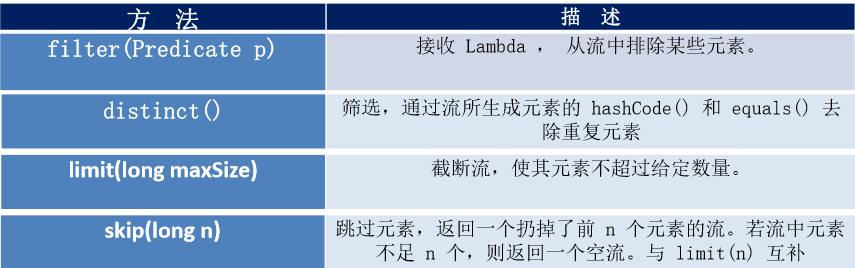 方 法
描 述
filter(Predicate p)
接收 Lambda ， 从流中排除某些元素。
distinct()
筛选，通过流所生成元素的 hashCode() 和 equals() 去
除重复元素
limit(long maxSize)
截断流，使其元素不超过给定数量。
skip(long n)
跳过元素，返回一个扔掉了前 n 个元素的流。若流中元素
不足 n 个，则返回一个空流。与 limit(n) 互补